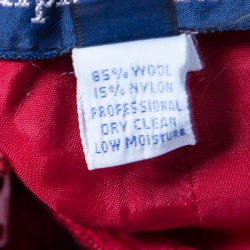 85% WOOL
15% NYLON
PROFESSIONAL
DRY CLEAN
LOW MOISTURE